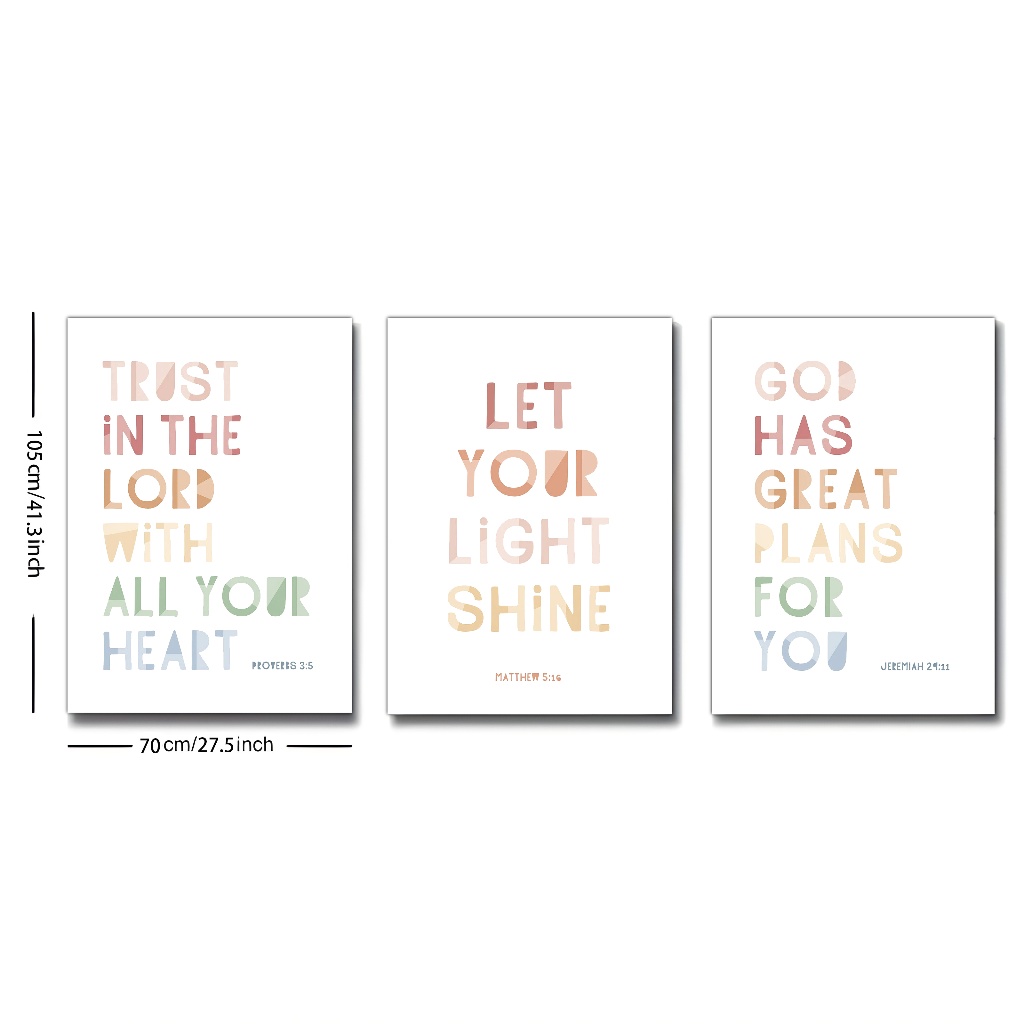 TRUST
iN THE
LORD
WiTH
ALL YOUR
HEART
PROVERBS 3:5
LET
YOUR
LiGHT
SHiNE
MATTHEW 5:16
GOD
HAS
GREAT
PLANS
FOR
YOU
JEREMIAH 29:11
105cm/41.3inch
70cm/27.5inch